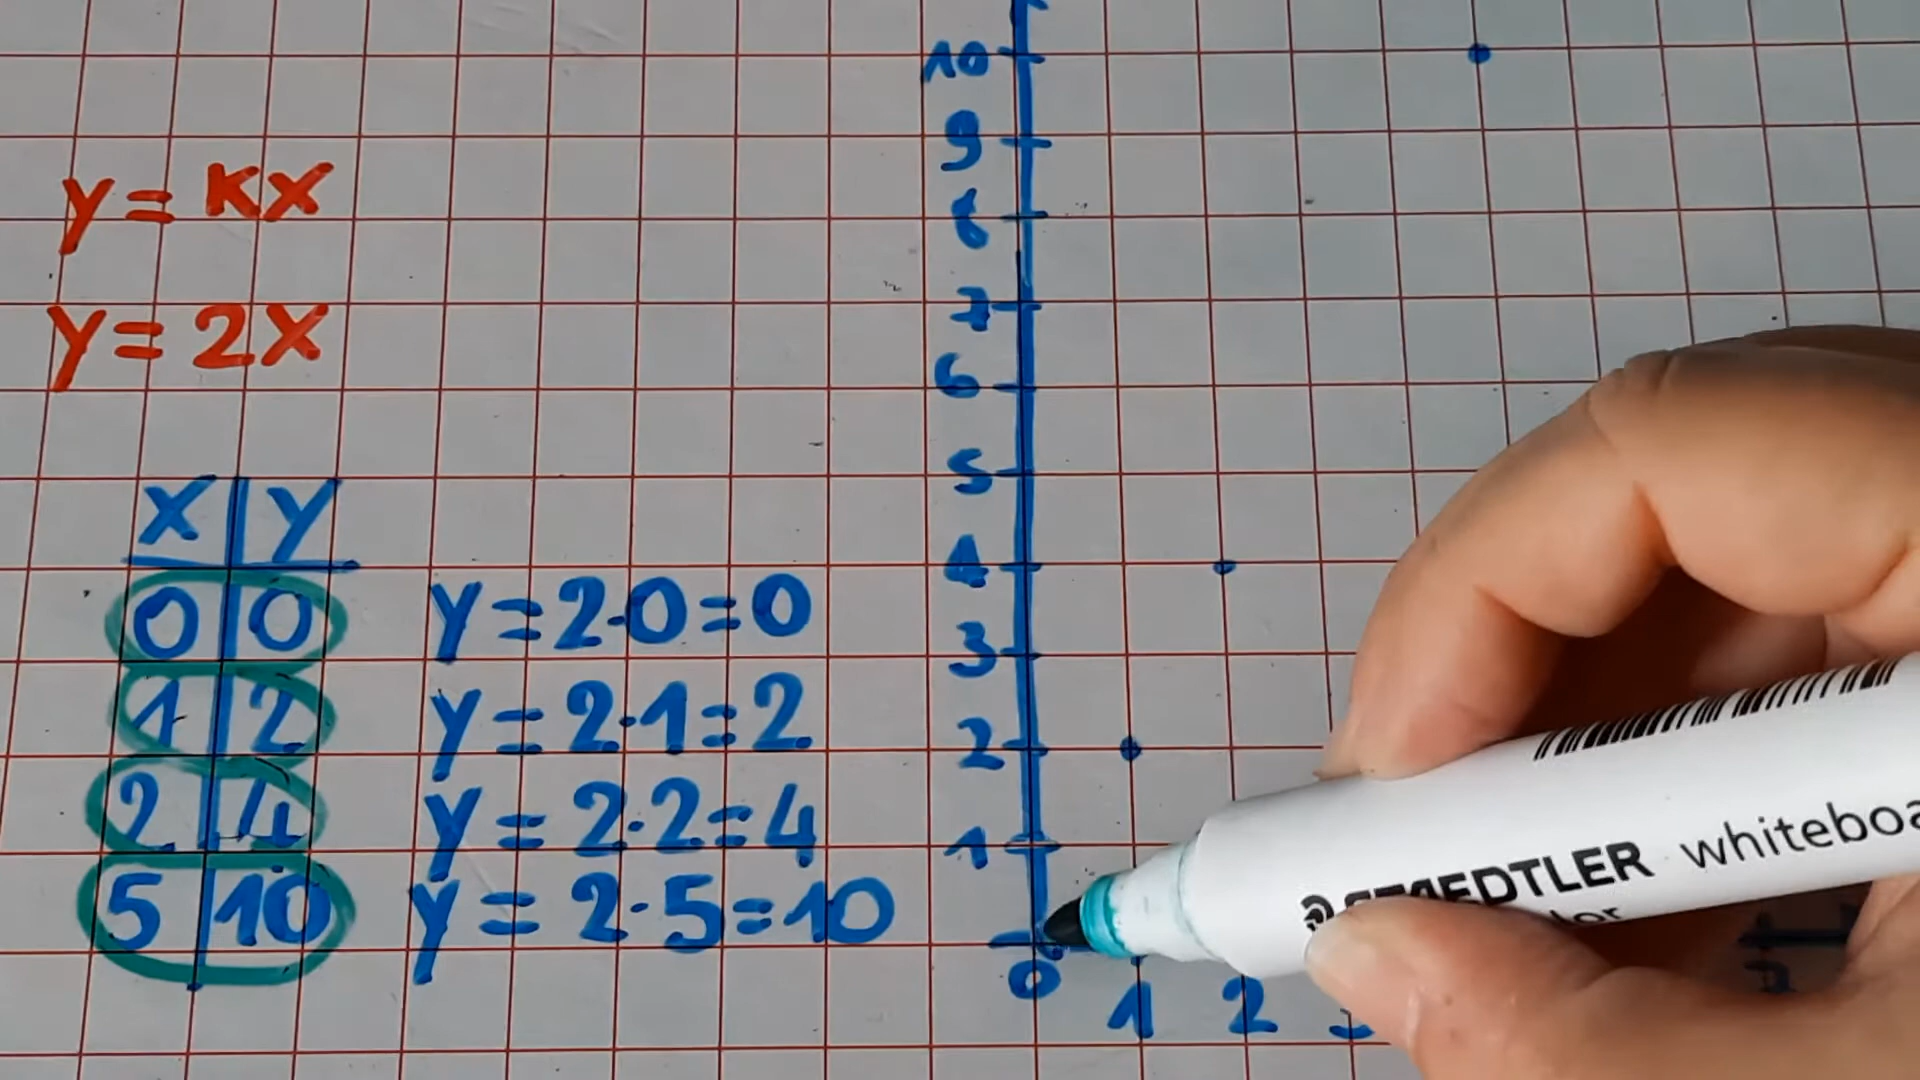 y = kx
y = 2x
x y
0 0 y = 2·0 = 0
1 2 y = 2·1 = 2
2 4 y = 2·2 = 4
5 10 y = 2·5 = 10
10
9
8
7
6
5
4
3
2
1
0 1 2 3
STAEDTLER whiteboa